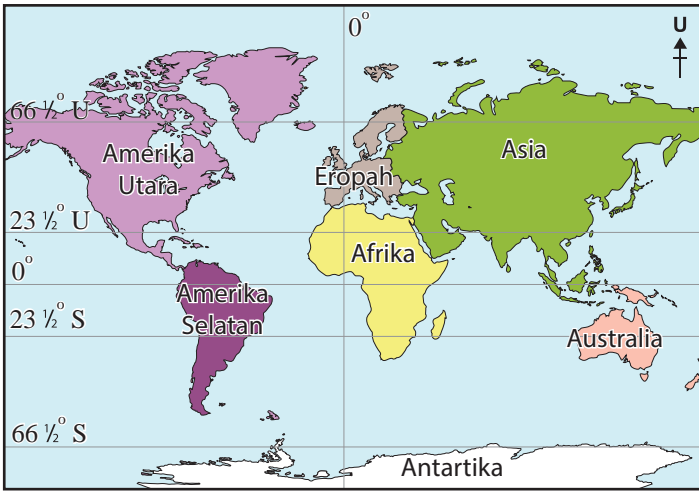 0°
U
66 ½° U
Amerika
Utara
Eropah
Asia
23 ½° U
Afrika
0°
Amerika
Selatan
23 ½° S
Australia
66 ½° S
Antartika